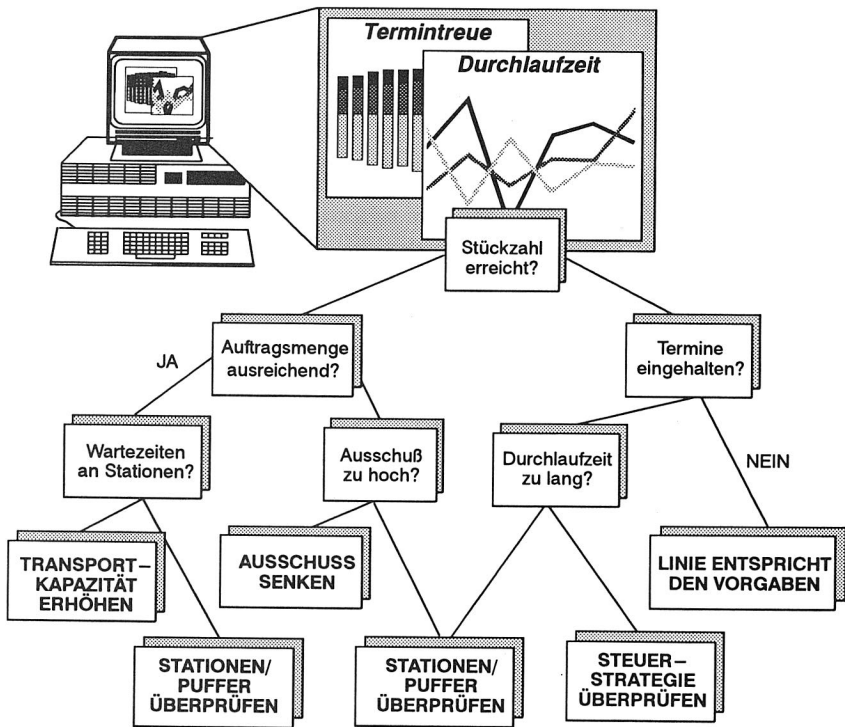 Termintreue
Durchlaufzeit
Stückzahl
erreicht?
JA
Auftragsmenge
ausreichend?
Termine
eingehalten?
Wartezeiten
an Stationen?
Ausschuß
zu hoch?
Durchlaufzeit
zu lang?
NEIN
TRANSPORT–
KAPAZITÄT
ERHÖHEN
AUSSCHUSS
SENKEN
LINIE ENTSPRICHT
DEN VORGABEN
STATIONEN/
PUFFER
ÜBERPRÜFEN
STATIONEN/
PUFFER
ÜBERPRÜFEN
STEUER–
STRATEGIE
ÜBERPRÜFEN